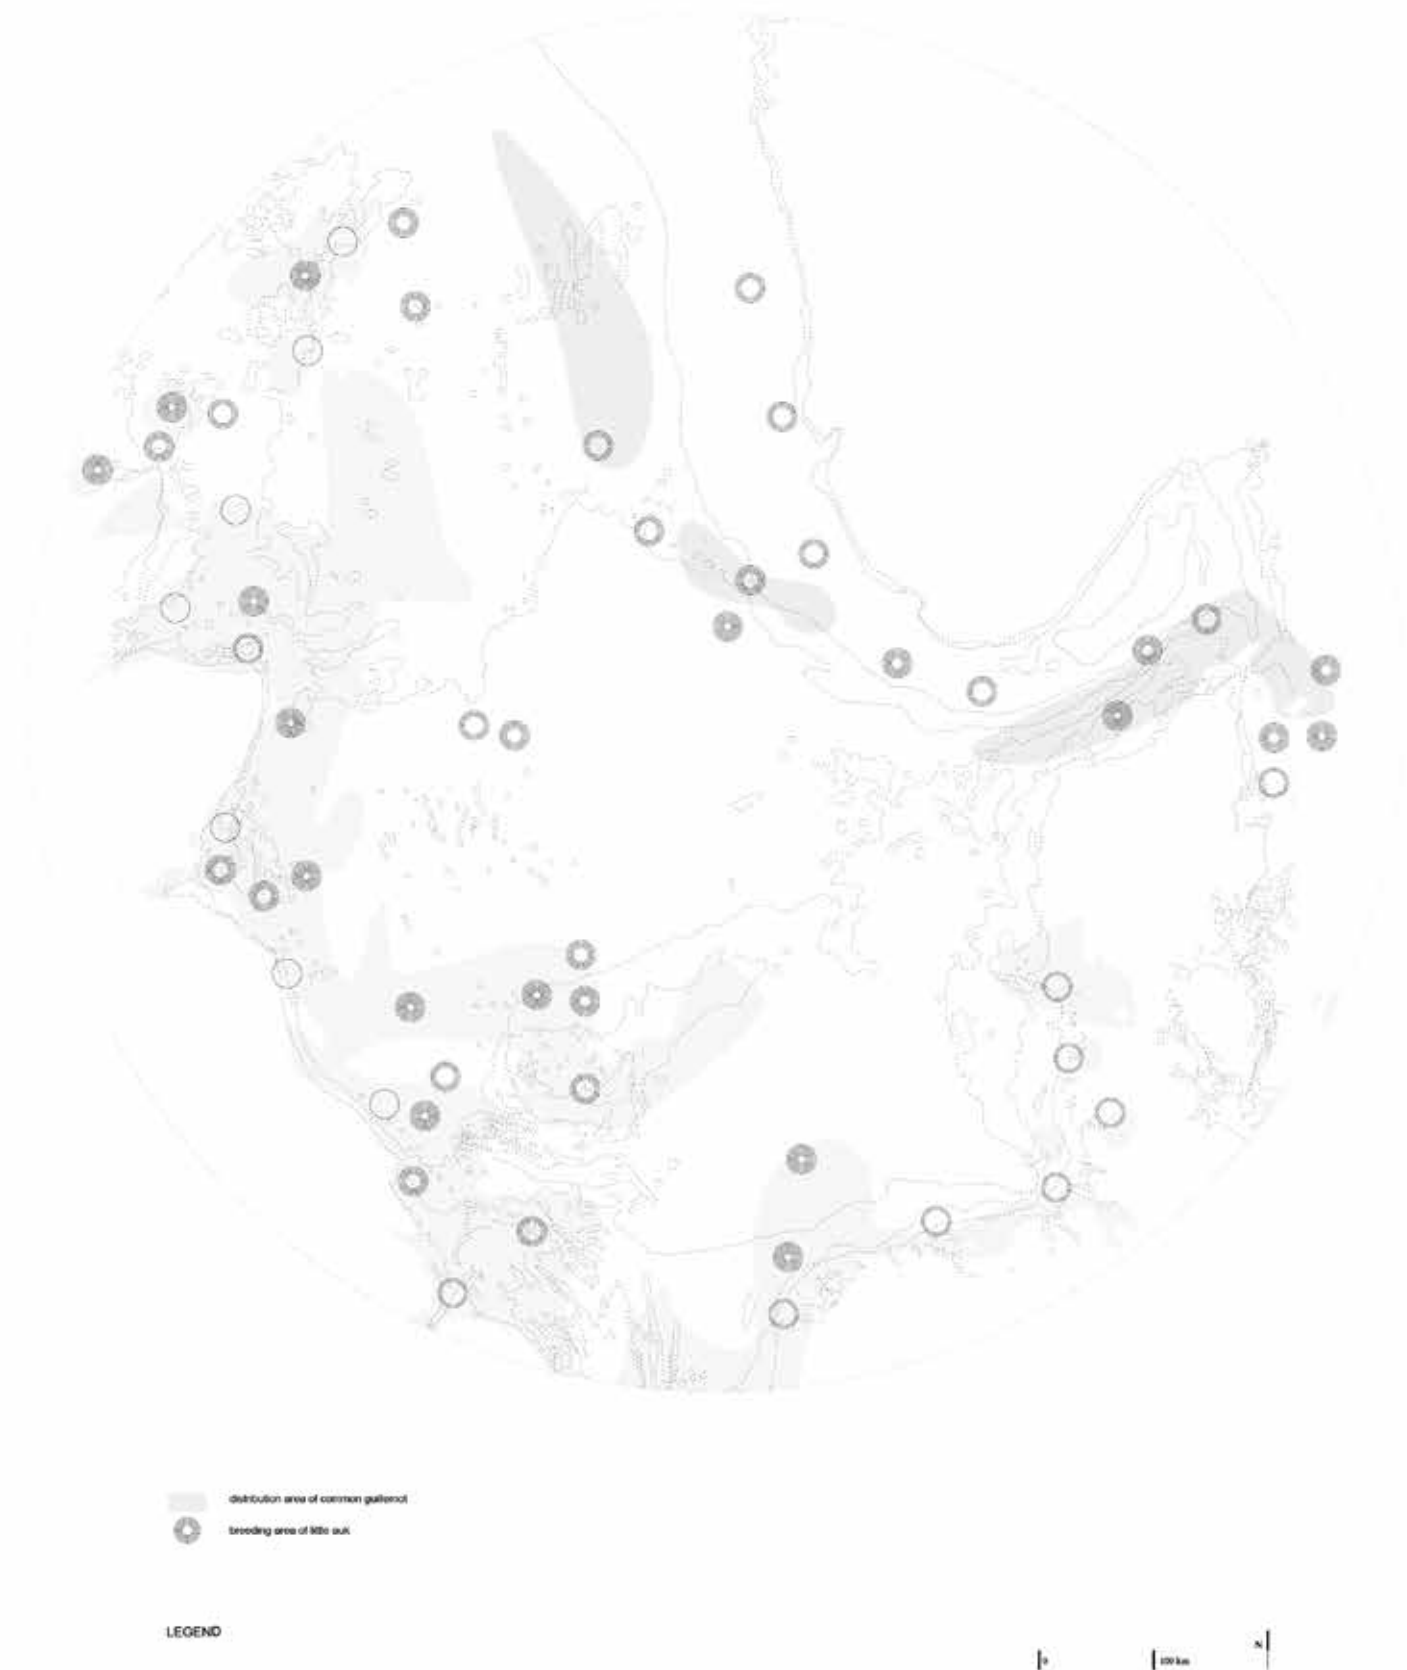 distribution area of common guillemot
breeding area of little auk
LEGEND
N
0
100 km